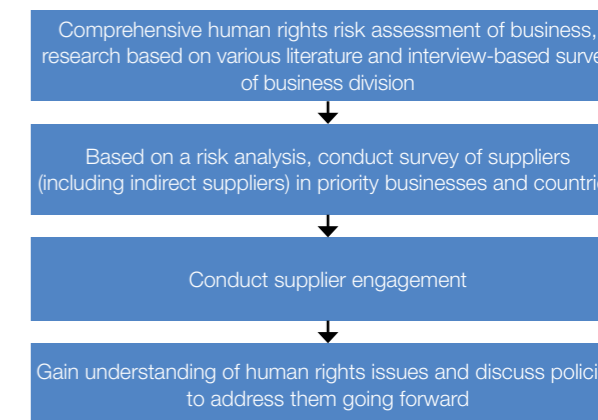 Comprehensive human rights risk assessment of business,
research based on various literature and interview-based surve
of business division
Based on a risk analysis, conduct survey of suppliers
(including indirect suppliers) in priority businesses and countri
Conduct supplier engagement
Gain understanding of human rights issues and discuss polici
to address them going forward